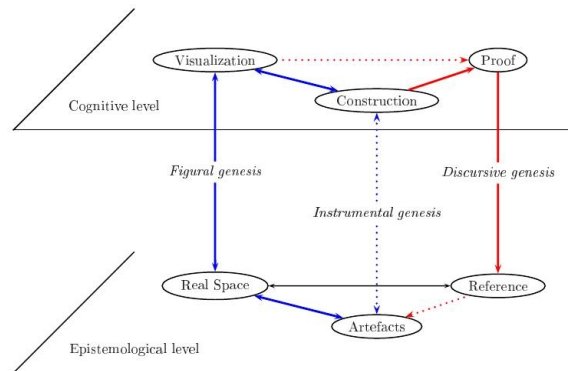 Visualization
Proof
Construction
Cognitive level
Figural genesis
Discursive genesis
Instrumental genesis
Real Space
Reference
Artefacts
Epistemological level